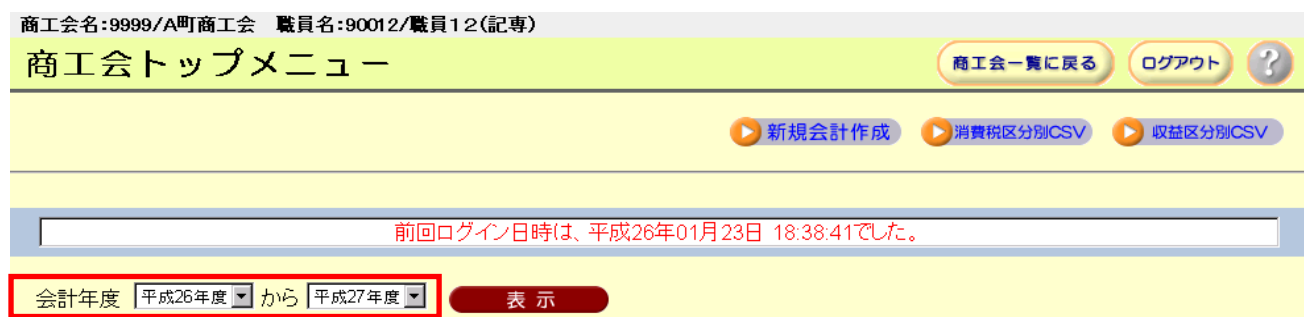 商工会名:9999/A町商工会 職員名:90012/職員12(記専)
商工会トップメニュー
商工会一覧に戻る ログアウト ?
新規会計作成 消費税区分別CSV 収益区分別CSV
前回ログイン日時は、平成26年01月23日 18:38:41でした。
会計年度 平成26年度 から 平成27年度 表示